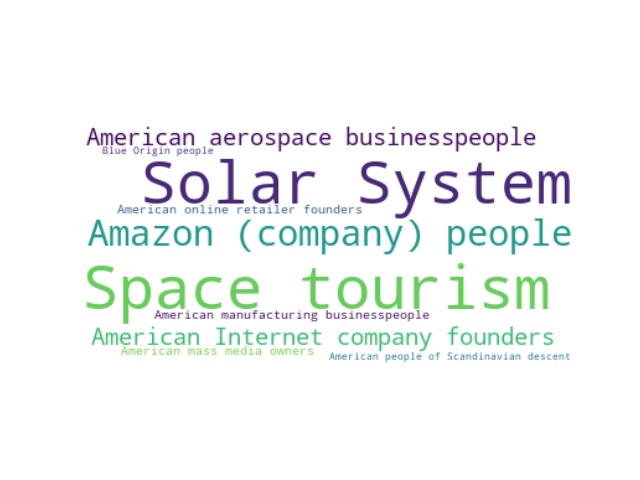 American aerospace businesspeople
Blue Origin people
Solar System
American online retailer founders
Amazon (company) people
Space tourism
American manufacturing businesspeople
American Internet company founders
American mass media owners
American people of Scandinavian descent